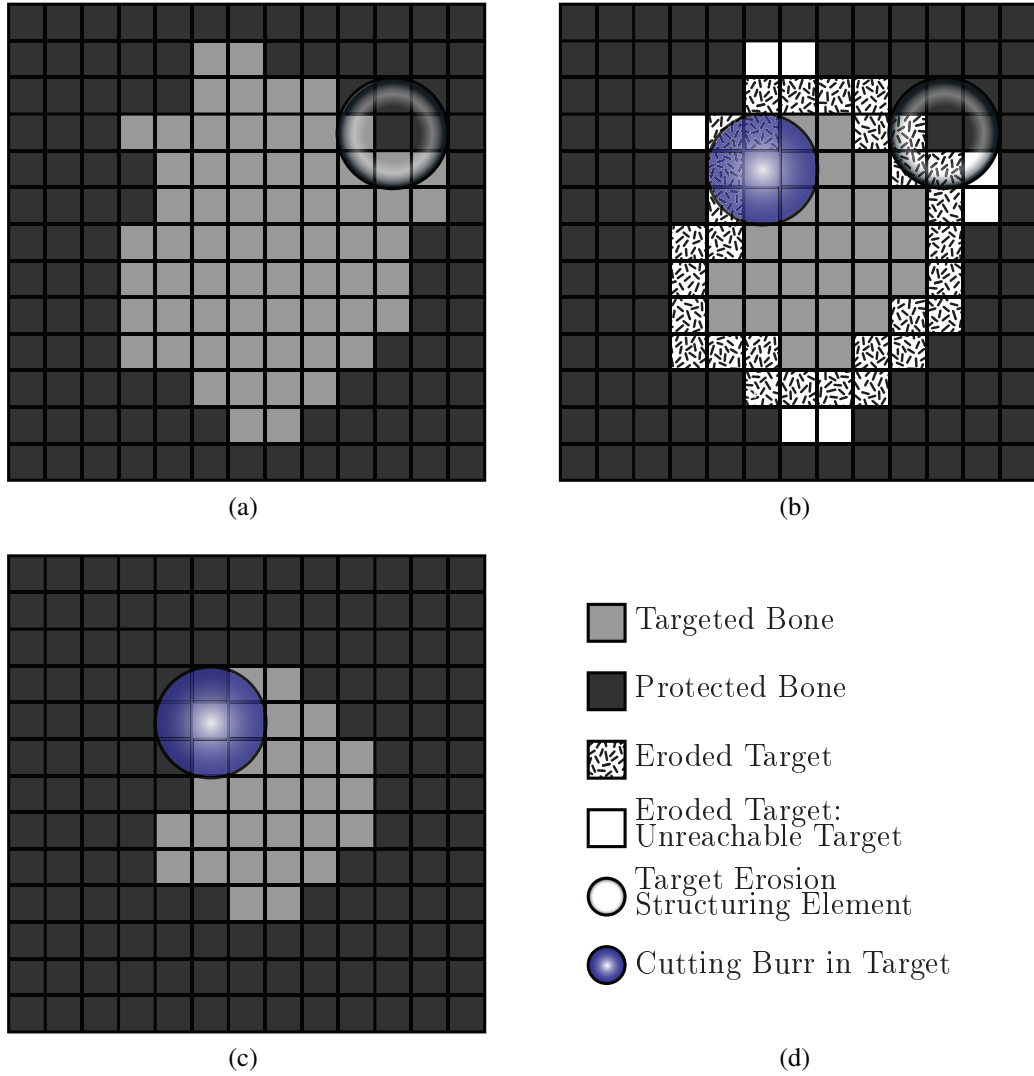 (a)
(b)
(c)
Targeted Bone
Protected Bone
Eroded Target
Eroded Target:
Unreachable Target
Target Erosion
Structuring Element
Cutting Burr in Target
(d)